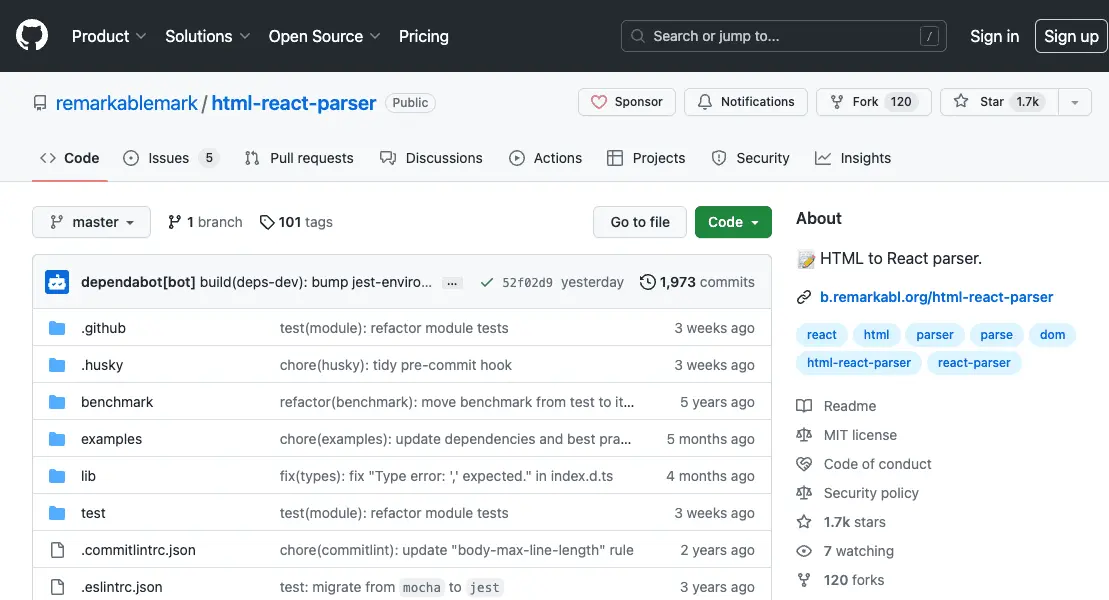 Product Solutions Open Source Pricing Search or jump to... / Sign in Sign up
remarkablemark / html-react-parser Public Sponsor Notifications Fork 120 Star 1.7k
Code Issues 5 Pull requests Discussions Actions Projects Security Insights
master 1 branch 101 tags Go to file Code
dependabot[bot] build(deps-dev): bump jest-enviro... ... 52f02d9 yesterday 1,973 commits
.github test(module): refactor module tests 3 weeks ago
.husky chore(husky): tidy pre-commit hook 3 weeks ago
benchmark refactor(benchmark): move benchmark from test to it... 5 years ago
examples chore(examples): update dependencies and best pra... 5 months ago
lib fix(types): fix "Type error: ',' expected." in index.d.ts 4 months ago
test test(module): refactor module tests 3 weeks ago
.commitlintrc.json chore(commitlint): update "body-max-line-length" rule 2 years ago
.eslintrc.json test: migrate from mocha to jest 3 years ago
About
HTML to React parser.
b.remarkabl.org/html-react-parser
react html parser parse dom
html-react-parser react-parser
Readme
MIT license
Code of conduct
Security policy
1.7k stars
7 watching
120 forks